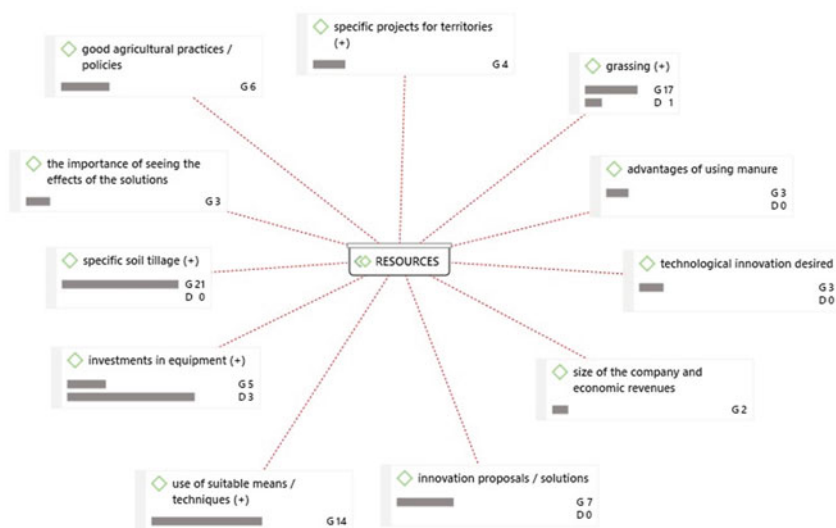 specific projects for territories
(+)
G 4
good agricultural practices /
policies
G 6
grassing (+)
G 17
D 1
the importance of seeing the
effects of the solutions
G 3
advantages of using manure
G 3
D 0
specific soil tillage (+)
G 21
D 0
RESOURCES
technological innovation desired
G 3
D 0
investments in equipment (+)
G 5
D 3
size of the company and
economic revenues
G 2
use of suitable means /
techniques (+)
G 14
innovation proposals / solutions
G 7
D 0